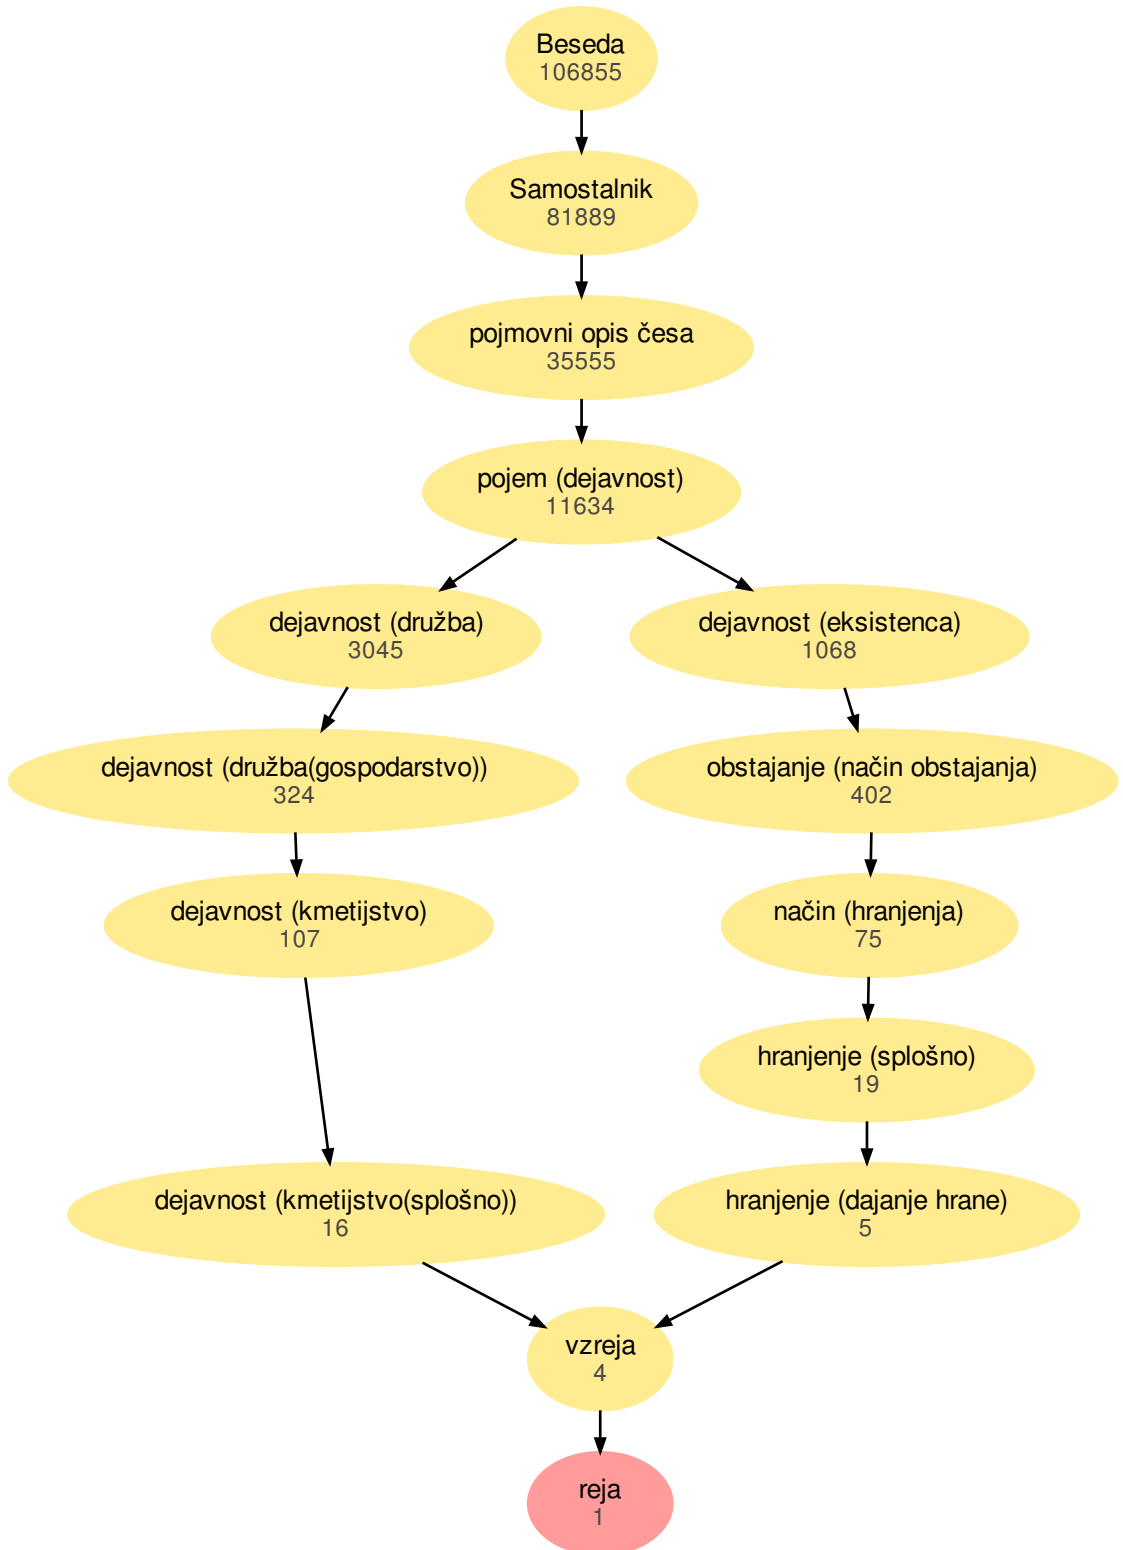 Beseda
106855
Samostalnik
81889
pojmovni opis česa
35555
pojem (dejavnost)
11634
dejavnost (družba)
3045
dejavnost (eksistenca)
1068
dejavnost (družba(gospodarstvo))
324
obstajanje (način obstajanja)
402
dejavnost (kmetijstvo)
107
način (hranjenja)
75
hranjenje (splošno)
19
dejavnost (kmetijstvo(splošno))
16
hranjenje (dajanje hrane)
5
vzreja
4
reja
1